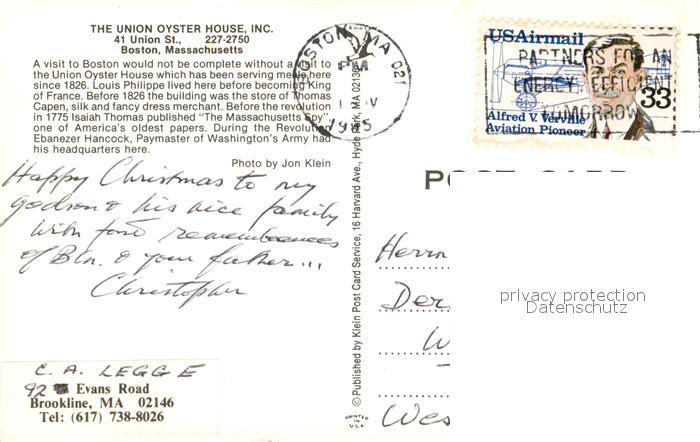 THE UNION OYSTER HOUSE, INC.
41 Union St., 227-2750
Boston, Massachusetts
A visit to Boston would not be complete without a visit to
the Union Oyster House which has been serving meals here
since 1826. Louis Philippe lived here before becoming King
of France. Before 1826 the building was the store of Thomas
Capen, silk and fancy dress merchant. Before the revolution
in 1775 Isaiah Thomas published "The Massachusetts Spy"
one of America's oldest papers. During the Revolution
Ebanezer Hancock, Paymaster of Washington's Army had
his headquarters here.
Photo by Jon Klein
Happy Christmas to my
godson & his nice family
with fond remembrances
of Bln. & your father...
Christopher
C. A. LEGGE
92 Evans Road
Brookline, MA 02146
Tel: (617) 738-8026
© Published by Klein Post Card Service, 16 Harvard Ave., Hyde Park, MA 02136
PRINTED IN U.S.A.
BOSTON, MA 021
PM
1985
USAirmail
PARTNERS FOR AN
ENERGY EFFICIENT
TOMORROW
33
Alfred V. Verville
Aviation Pioneer
POST CARD
Herrn
Der
W
Wes
privacy protection
Datenschutz